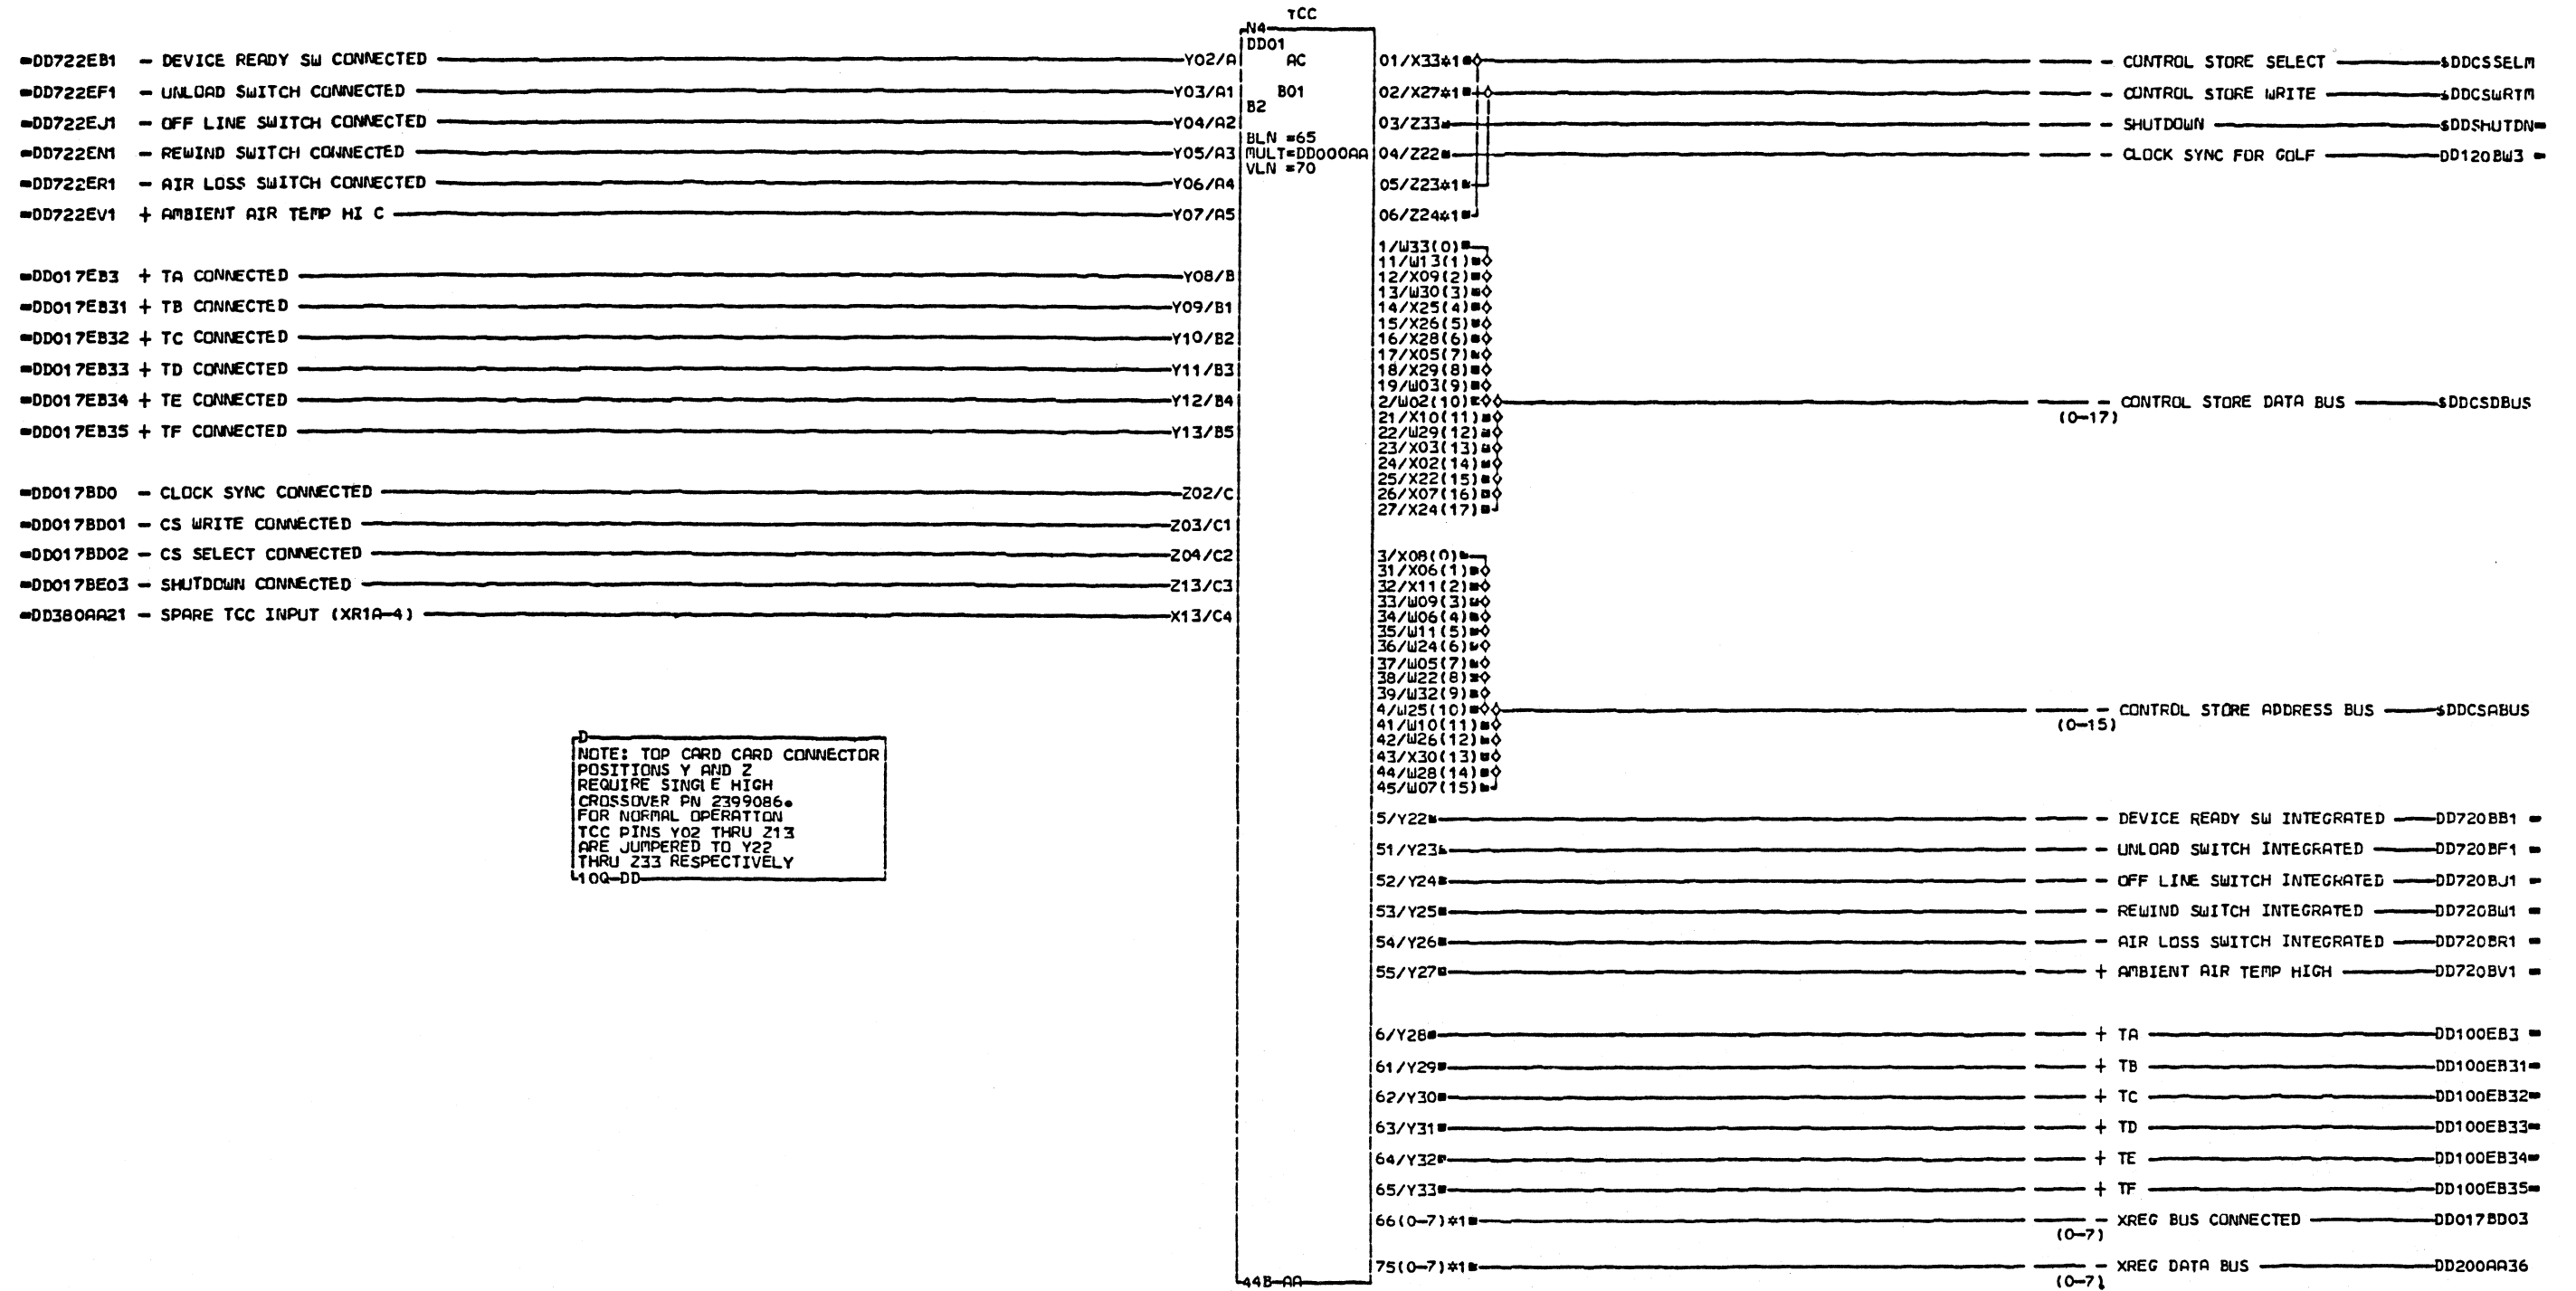 TCC
N4
DD01
AC
B01
B2
BLN =65
MULT=DD000AA
VLN =70
44B-AA
DD722EB1 - DEVICE READY SW CONNECTED Y02/A
DD722EF1 - UNLOAD SWITCH CONNECTED Y03/A1
DD722EJ1 - OFF LINE SWITCH CONNECTED Y04/A2
DD722EN1 - REWIND SWITCH CONNECTED Y05/A3
DD722ER1 - AIR LOSS SWITCH CONNECTED Y06/A4
DD722EV1 + AMBIENT AIR TEMP HI C Y07/A5
DD017EB3 + TA CONNECTED Y08/B
DD017EB31 + TB CONNECTED Y09/B1
DD017EB32 + TC CONNECTED Y10/B2
DD017EB33 + TD CONNECTED Y11/B3
DD017EB34 + TE CONNECTED Y12/B4
DD017EB35 + TF CONNECTED Y13/B5
DD017BD0 - CLOCK SYNC CONNECTED Z02/C
DD017BD01 - CS WRITE CONNECTED Z03/C1
DD017BD02 - CS SELECT CONNECTED Z04/C2
DD017BE03 - SHUTDOWN CONNECTED Z13/C3
DD380AA21 - SPARE TCC INPUT (XR1A-4) X13/C4
D
NOTE: TOP CARD CARD CONNECTOR
POSITIONS Y AND Z
REQUIRE SINGLE HIGH
CROSSOVER PN 2399086.
FOR NORMAL OPERATION
TCC PINS Y02 THRU Z13
ARE JUMPERED TO Y22
THRU Z33 RESPECTIVELY
10Q-DD
01/X33*1 - CONTROL STORE SELECT $DDCSSELM
02/X27*1 - CONTROL STORE WRITE $DDCSWRTM
03/Z33 - SHUTDOWN $DDSHUTDN
04/Z22 - CLOCK SYNC FOR GOLF DD120BW3
05/Z23*1
06/Z24*1
1/W33(0)
11/W13(1)
12/X09(2)
13/W30(3)
14/X25(4)
15/X26(5)
16/X28(6)
17/X05(7)
18/X29(8)
19/W03(9)
2/W02(10) - CONTROL STORE DATA BUS $DDCSDBUS
(0-17)
21/X10(11)
22/W29(12)
23/X03(13)
24/X02(14)
25/X22(15)
26/X07(16)
27/X24(17)
3/X08(0)
31/X06(1)
32/X11(2)
33/W09(3)
34/W06(4)
35/W11(5)
36/W24(6)
37/W05(7)
38/W22(8)
39/W32(9)
4/W25(10) - CONTROL STORE ADDRESS BUS $DDCSABUS
(0-15)
41/W10(11)
42/W26(12)
43/X30(13)
44/W28(14)
45/W07(15)
5/Y22 - DEVICE READY SW INTEGRATED DD720BB1
51/Y23 - UNLOAD SWITCH INTEGRATED DD720BF1
52/Y24 - OFF LINE SWITCH INTEGRATED DD720BJ1
53/Y25 - REWIND SWITCH INTEGRATED DD720BW1
54/Y26 - AIR LOSS SWITCH INTEGRATED DD720BR1
55/Y27 + AMBIENT AIR TEMP HIGH DD720BV1
6/Y28 + TA DD100EB3
61/Y29 + TB DD100EB31
62/Y30 + TC DD100EB32
63/Y31 + TD DD100EB33
64/Y32 + TE DD100EB34
65/Y33 + TF DD100EB35
66(0-7)*1 - XREG BUS CONNECTED DD017BD03
(0-7)
75(0-7)*1 - XREG DATA BUS DD200AA36
(0-7)